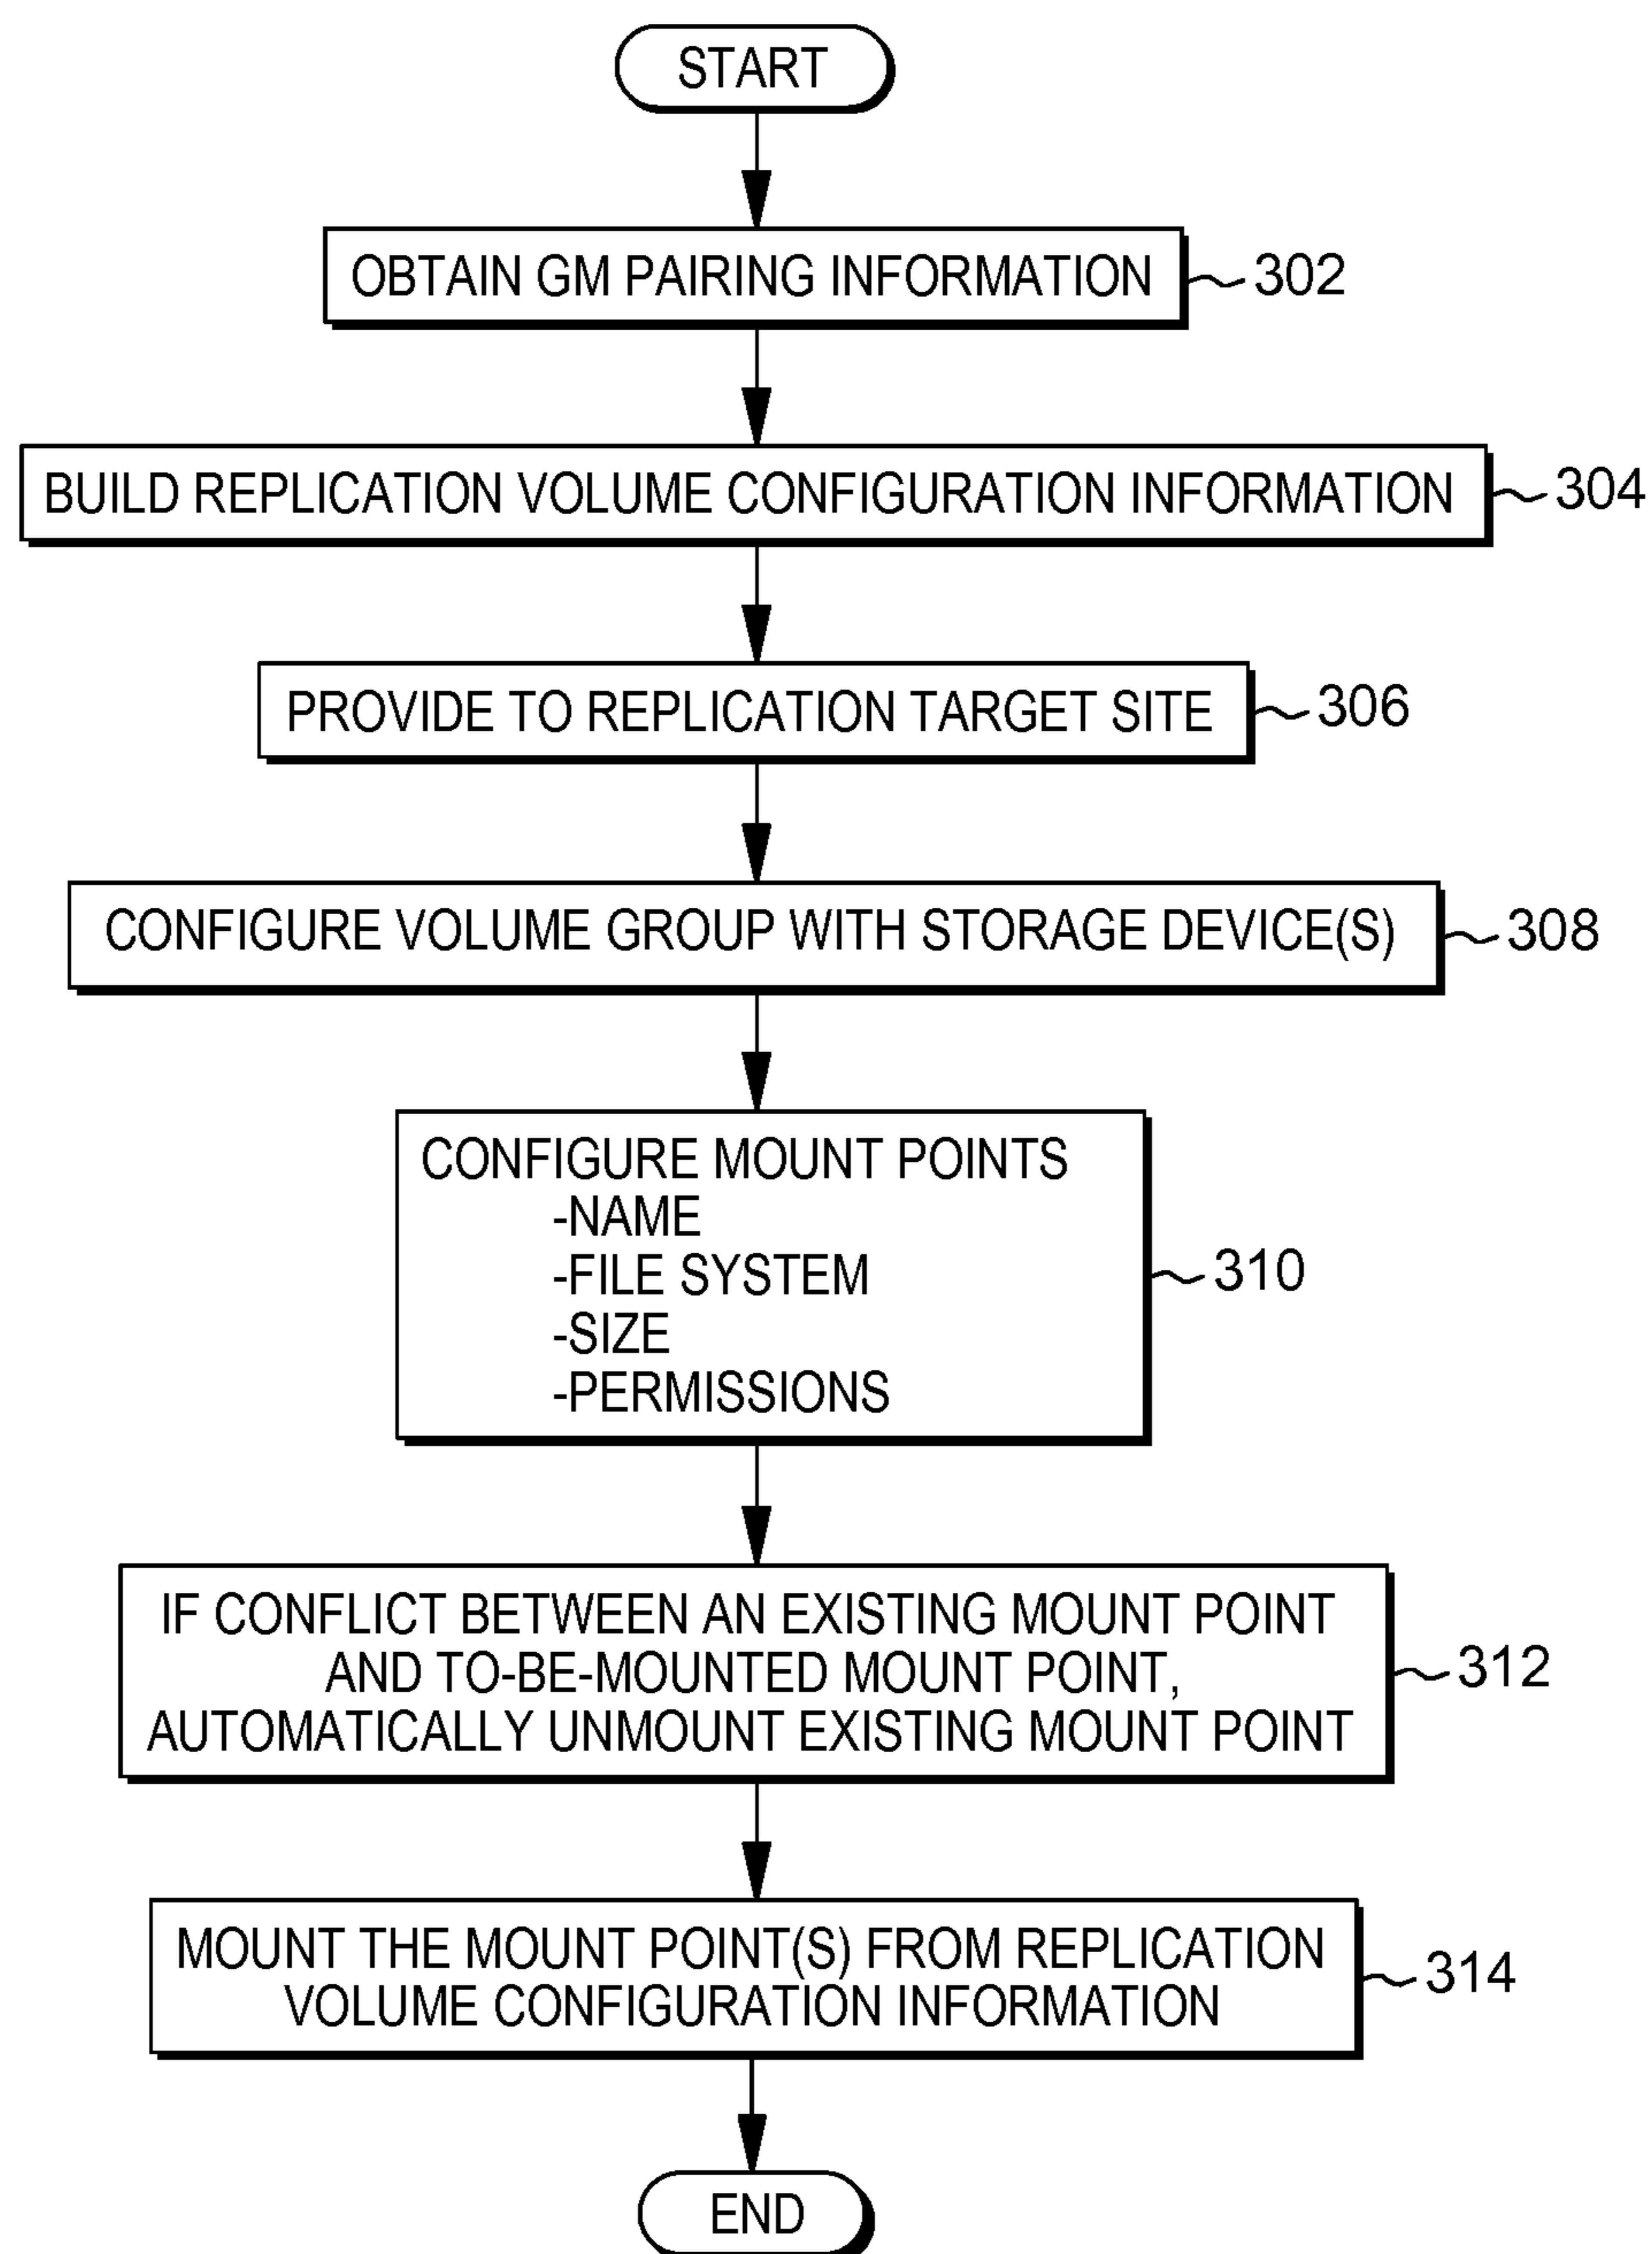 START
OBTAIN GM PAIRING INFORMATION
302
BUILD REPLICATION VOLUME CONFIGURATION INFORMATION
304
PROVIDE TO REPLICATION TARGET SITE
306
CONFIGURE VOLUME GROUP WITH STORAGE DEVICE(S)
308
CONFIGURE MOUNT POINTS
-NAME
-FILE SYSTEM
-SIZE
-PERMISSIONS
310
IF CONFLICT BETWEEN AN EXISTING MOUNT POINT
AND TO-BE-MOUNTED MOUNT POINT,
AUTOMATICALLY UNMOUNT EXISTING MOUNT POINT
312
MOUNT THE MOUNT POINT(S) FROM REPLICATION
VOLUME CONFIGURATION INFORMATION
314
END